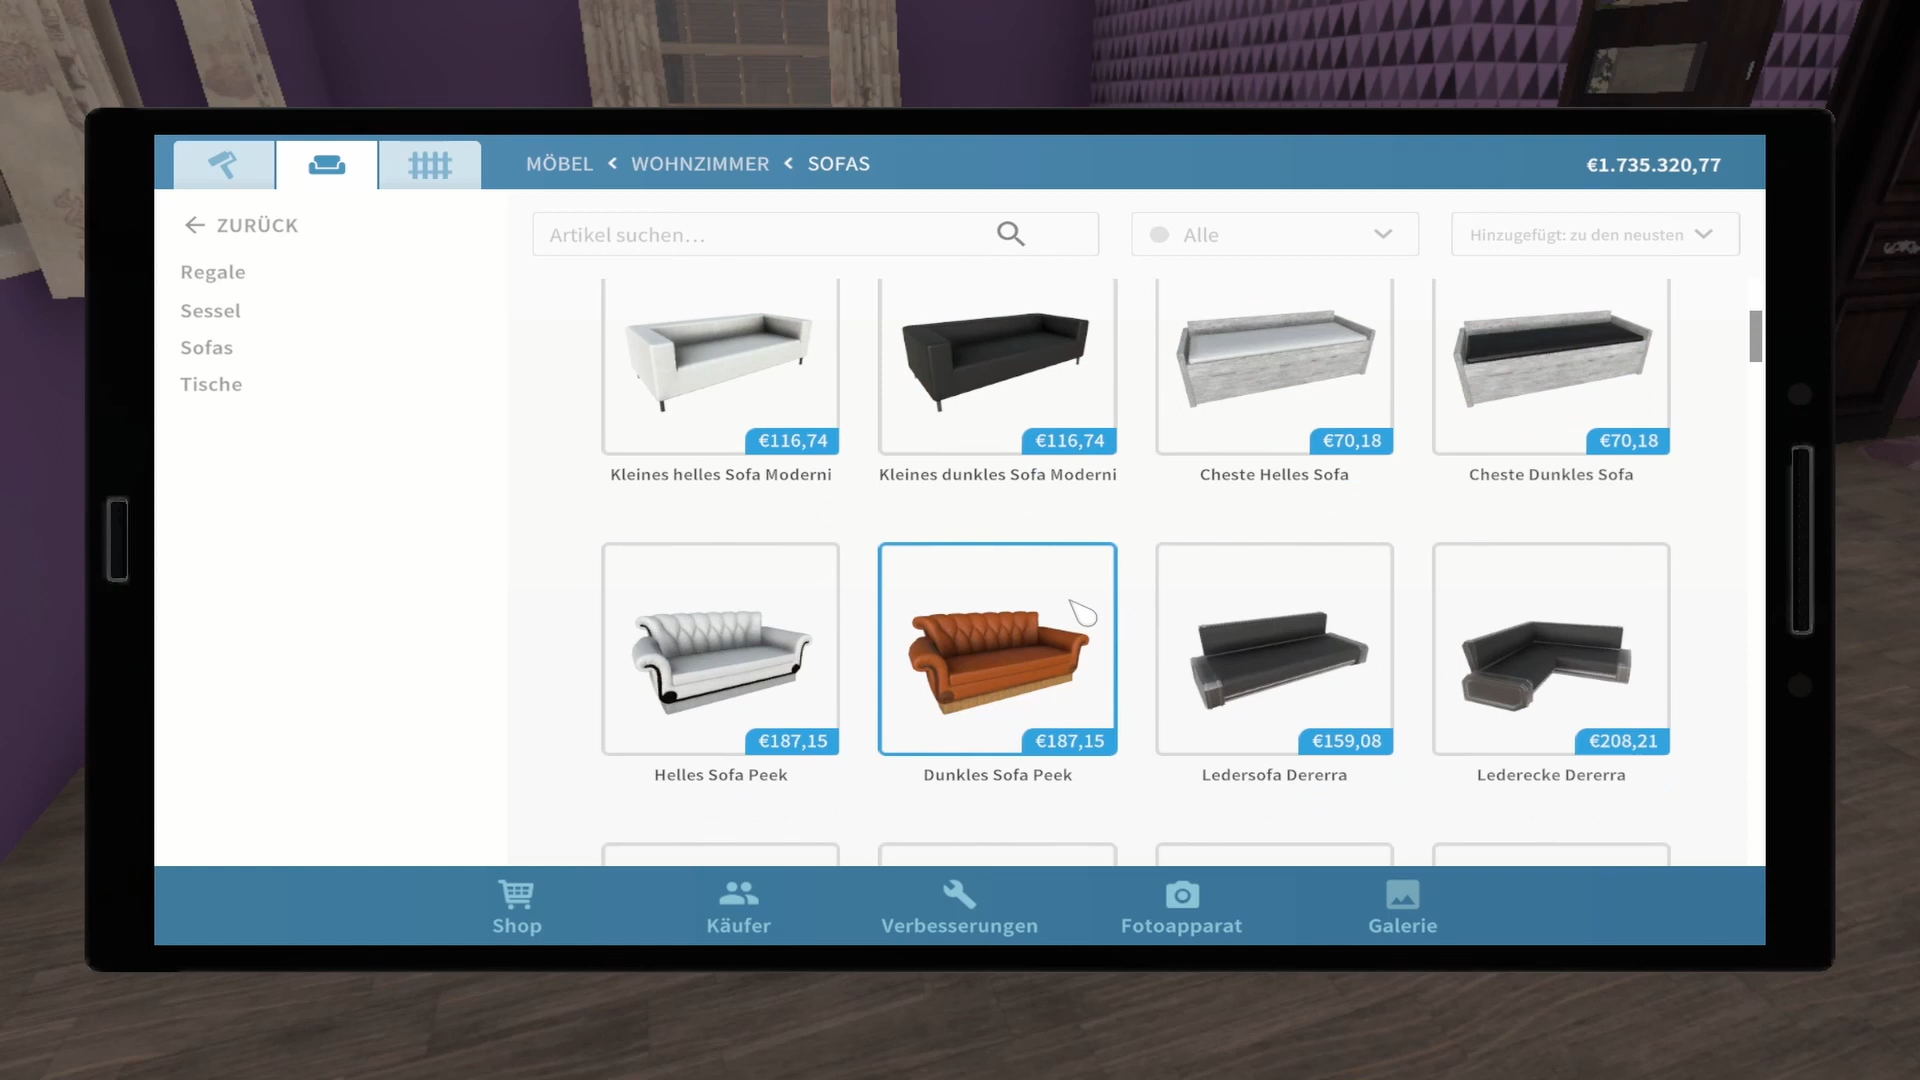 MÖBEL < WOHNZIMMER < SOFAS
€1.735.320,77
ZURÜCK
Regale
Sessel
Sofas
Tische
Artikel suchen...
Alle
Hinzugefügt: zu den neusten
€116,74
€116,74
€70,18
€70,18
Kleines helles Sofa Moderni
Kleines dunkles Sofa Moderni
Cheste Helles Sofa
Cheste Dunkles Sofa
€187,15
€187,15
€159,08
€208,21
Helles Sofa Peek
Dunkles Sofa Peek
Ledersofa Dererra
Lederecke Dererra
Shop
Käufer
Verbesserungen
Fotoapparat
Galerie